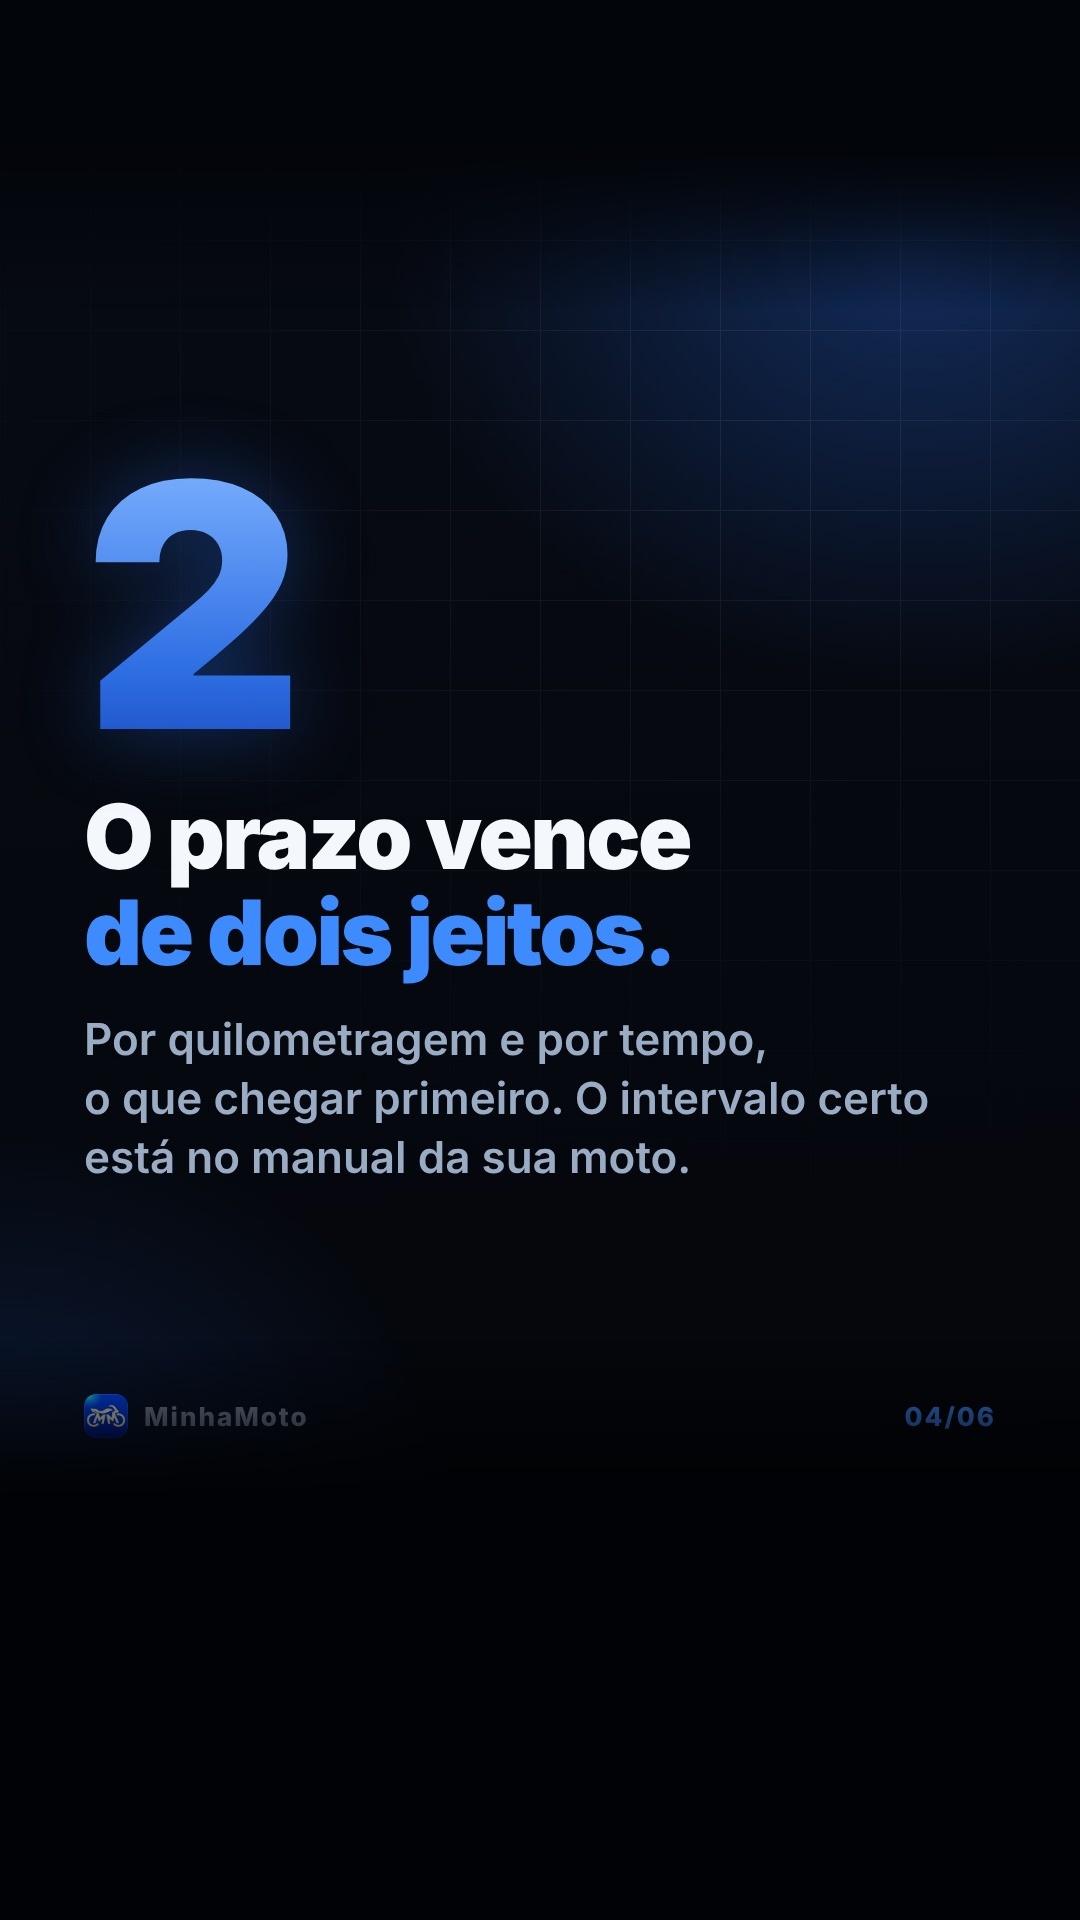 2
O prazo vence
de dois jeitos.
Por quilometragem e por tempo,
o que chegar primeiro. O intervalo certo
está no manual da sua moto.
MinhaMoto
04/06